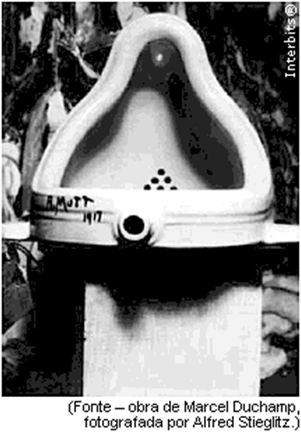 Interbits®
R. MUTT
1917
(Fonte – obra de Marcel Duchamp,
fotografada por Alfred Stieglitz.)